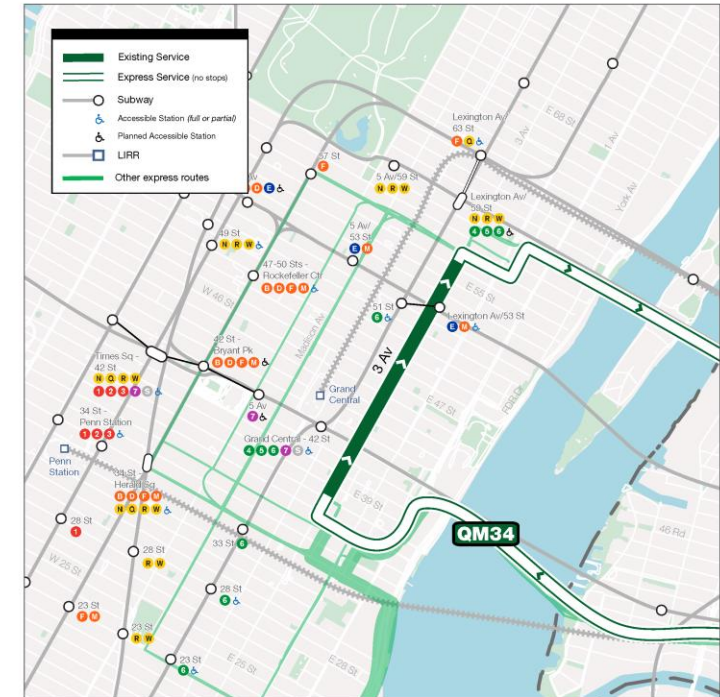 Existing Service
Express Service (no stops)
Subway
Accessible Station (full or partial)
Planned Accessible Station
LIRR
Other express routes
Lexington Av/
63 St
F Q
3 Av
E 68 St
1 Av
York Av
57 St
F
5 Av/59 St
N R W
Lexington Av/
59 St
N R W
4 5 6
Av
D E
49 St
N R W
5 Av/
53 St
E M
47-50 Sts -
Rockefeller Ctr
B D F M
W 46 St
Madison Av
E 55 St
51 St
6
Lexington Av/53 St
E M
3 Av
42 St -
Bryant Pk
B D F M
Times Sq -
42 St
N Q R W
1 2 3 7 S
Grand
Central
FDR Dr
E 47 St
5 Av
7
34 St -
Penn Station
1 2 3
Grand Central - 42 St
4 5 6 7 S
Penn
Station
34 St -
Herald Sq
B D F M
N Q R W
E 39 St
QM34
28 St
1
33 St 6
46 Rd
28 St
R W
W 25 St
28 St
6
23 St
F M
23 St
R W
23 St
6
E 25 St
E 28 St